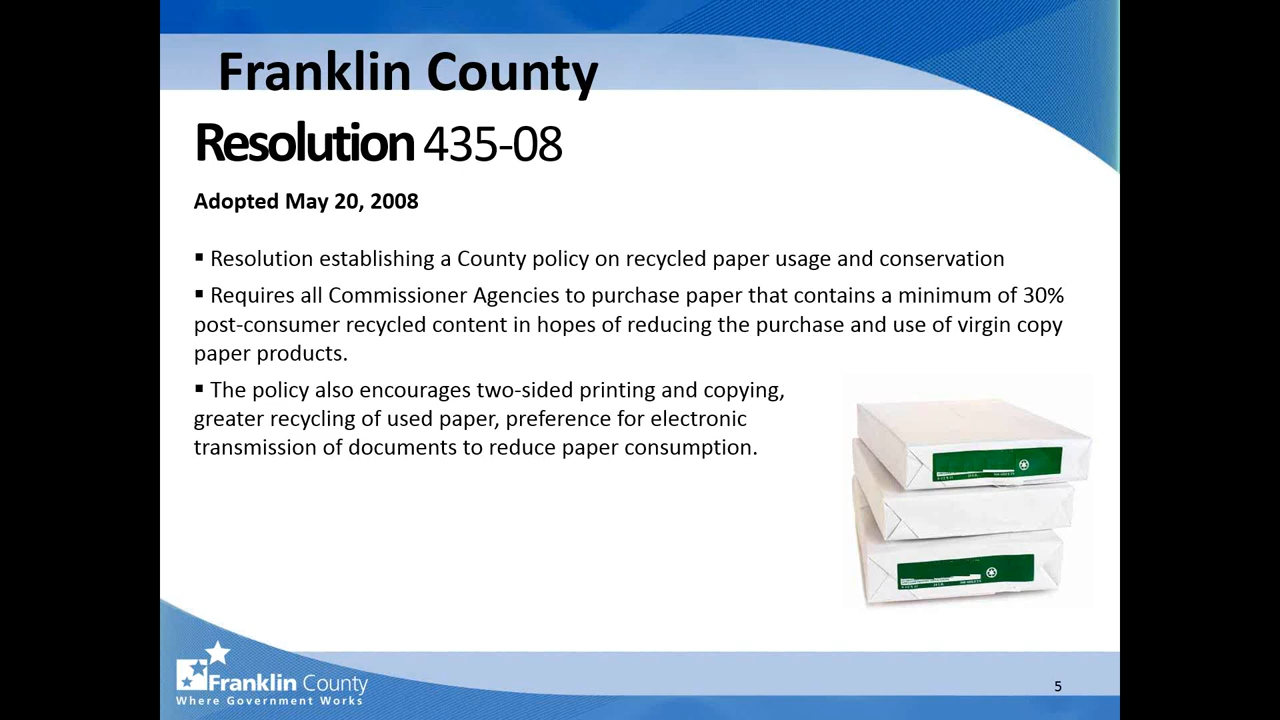 Franklin County
Resolution 435-08
Adopted May 20, 2008
▪ Resolution establishing a County policy on recycled paper usage and conservation
▪ Requires all Commissioner Agencies to purchase paper that contains a minimum of 30%
post-consumer recycled content in hopes of reducing the purchase and use of virgin copy
paper products.
▪ The policy also encourages two-sided printing and copying,
greater recycling of used paper, preference for electronic
transmission of documents to reduce paper consumption.
Franklin County
Where Government Works
5